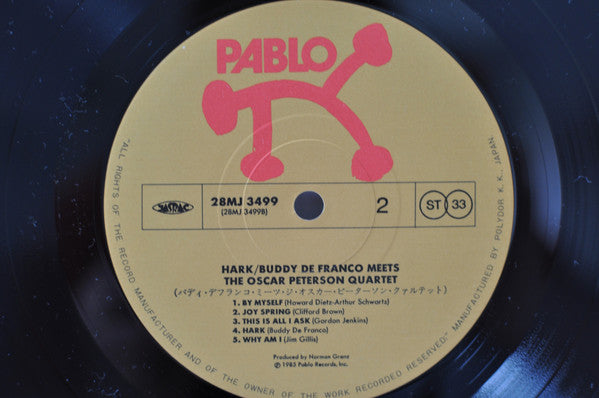 PABLO
JASRAC
28MJ 3499
(28MJ 3499B)
2
ST 33
HARK/BUDDY DE FRANCO MEETS
THE OSCAR PETERSON QUARTET
(バディ・デフランコ・ミーツ・ジ・オスカー・ピーターソン・クァルテット)
1. BY MYSELF (Howard Dietz-Arthur Schwartz)
2. JOY SPRING (Clifford Brown)
3. THIS IS ALL I ASK (Gordon Jenkins)
4. HARK (Buddy De Franco)
5. WHY AM I (Jim Gillis)
Produced by Norman Granz
© 1985 Pablo Records, Inc.
"ALL RIGHTS OF THE RECORD MANUFACTURER AND OF THE OWNER OF THE WORK RECORDED RESERVED" MANUFACTURED BY POLYDOR K. K., JAPAN.